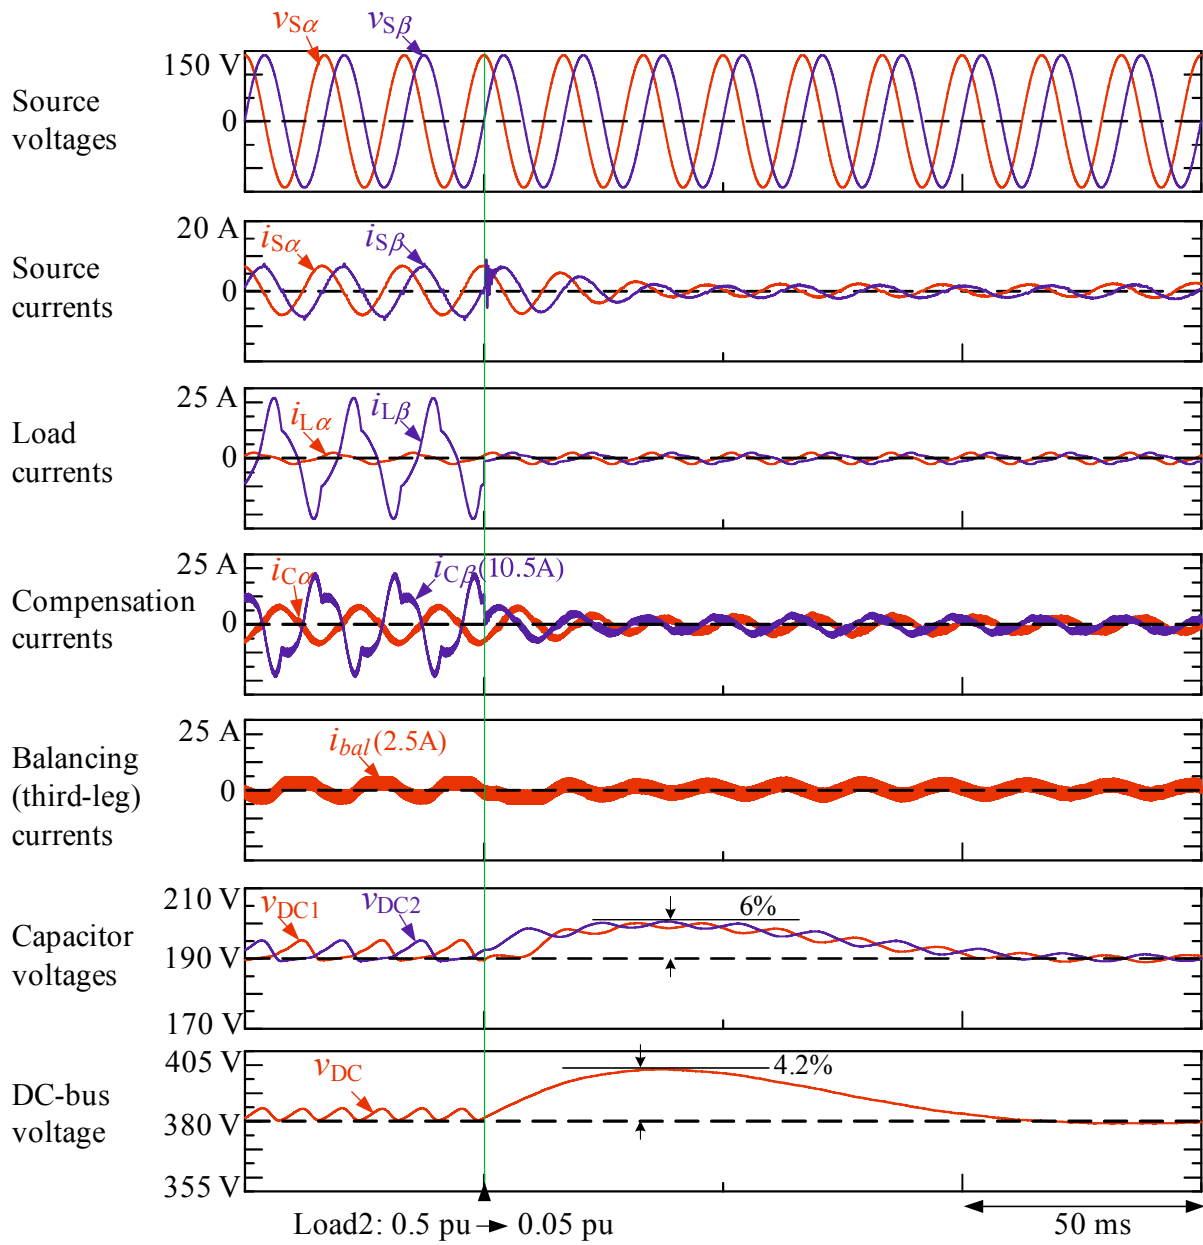 vSα vSβ
150 V
Source
voltages
0
20 A
iSα iSβ
Source
currents
0
25 A
iLα iLβ
Load
currents
0
25 A
iCα iCβ(10.5A)
Compensation
currents
0
25 A
ibal(2.5A)
Balancing
(third-leg)
currents
0
210 V
vDC1 vDC2 6%
Capacitor
voltages
190 V
170 V
405 V
vDC 4.2%
DC-bus
voltage
380 V
355 V
Load2: 0.5 pu → 0.05 pu
50 ms